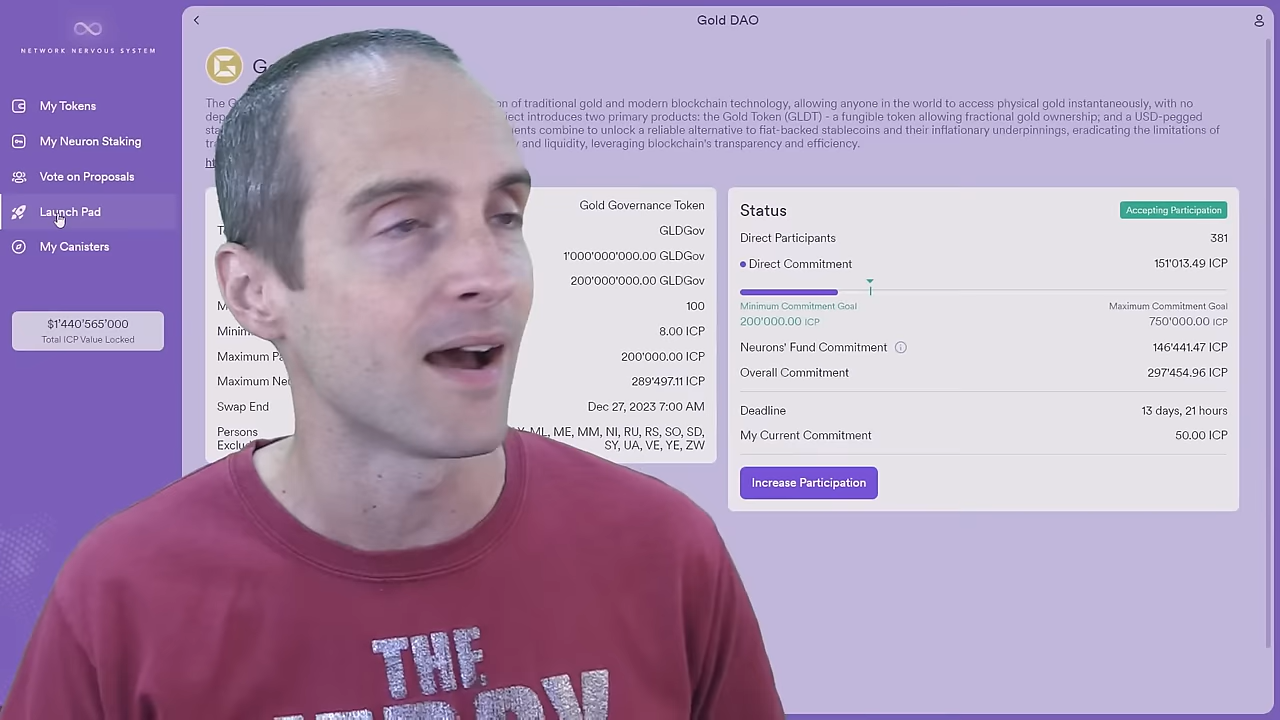 NETWORK NERVOUS SYSTEM
My Tokens
My Neuron Staking
Vote on Proposals
Launch Pad
My Canisters
$1'440'565'000
Total ICP Value Locked
Gold DAO
on of traditional gold and modern blockchain technology, allowing anyone in the world to access physical gold instantaneously, with no
introduces two primary products: the Gold Token (GLDT) - a fungible token allowing fractional gold ownership; and a USD-pegged
combine to unlock a reliable alternative to fiat-backed stablecoins and their inflationary underpinnings, eradicating the limitations of
and liquidity, leveraging blockchain's transparency and efficiency.
Gold Governance Token
GLDGov
1'000'000'000.00 GLDGov
200'000'000.00 GLDGov
100
8.00 ICP
Maximum 200'000.00 ICP
Maximum 289'497.11 ICP
Swap End Dec 27, 2023 7:00 AM
Persons ML, ME, MM, NI, RU, RS, SO, SD,
SY, UA, VE, YE, ZW
Status Accepting Participation
Direct Participants 381
Direct Commitment 151'013.49 ICP
Minimum Commitment Goal Maximum Commitment Goal
200'000.00 ICP 750'000.00 ICP
Neurons' Fund Commitment 146'441.47 ICP
Overall Commitment 297'454.96 ICP
Deadline 13 days, 21 hours
My Current Commitment 50.00 ICP
Increase Participation
THE